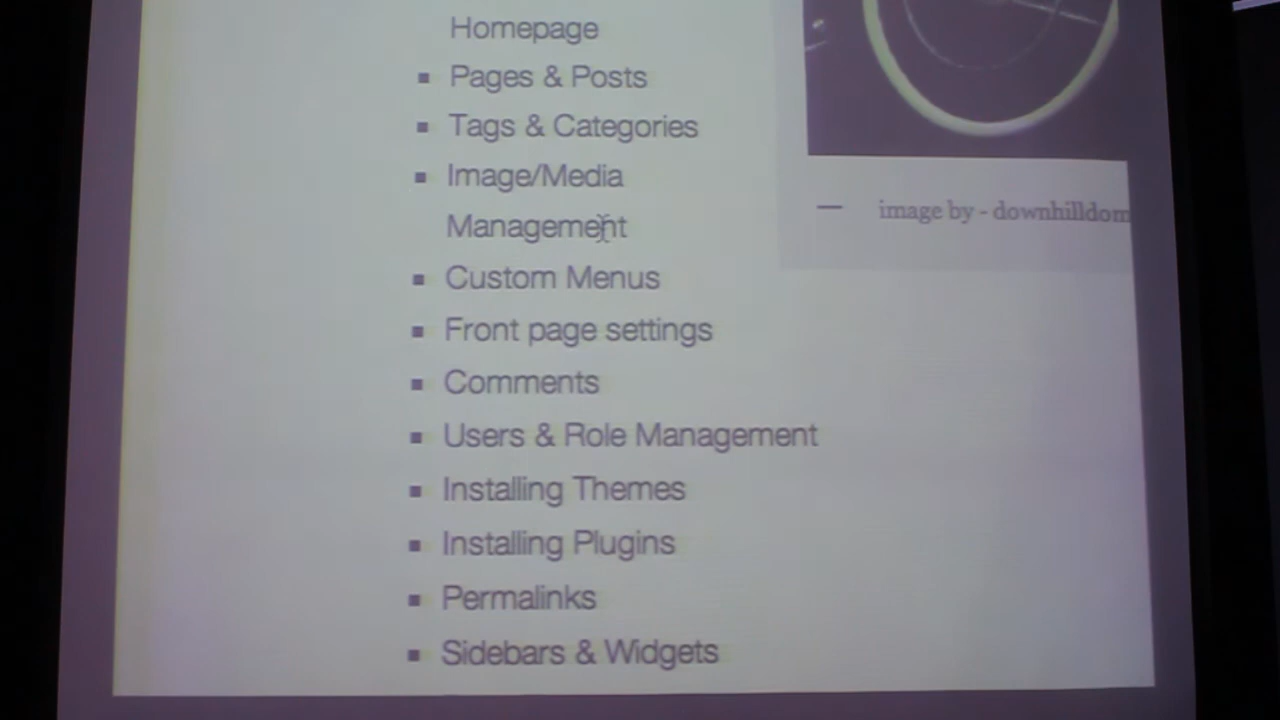 Homepage
Pages & Posts
Tags & Categories
Image/Media
Management
Custom Menus
Front page settings
Comments
Users & Role Management
Installing Themes
Installing Plugins
Permalinks
Sidebars & Widgets
— image by - downhilldom